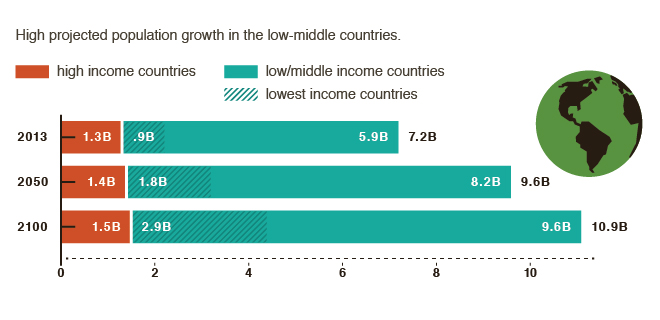 High projected population growth in the low-middle countries.
high income countries low/middle income countries
lowest income countries
2013 1.3B .9B 5.9B 7.2B
2050 1.4B 1.8B 8.2B 9.6B
2100 1.5B 2.9B 9.6B 10.9B
0 2 4 6 8 10